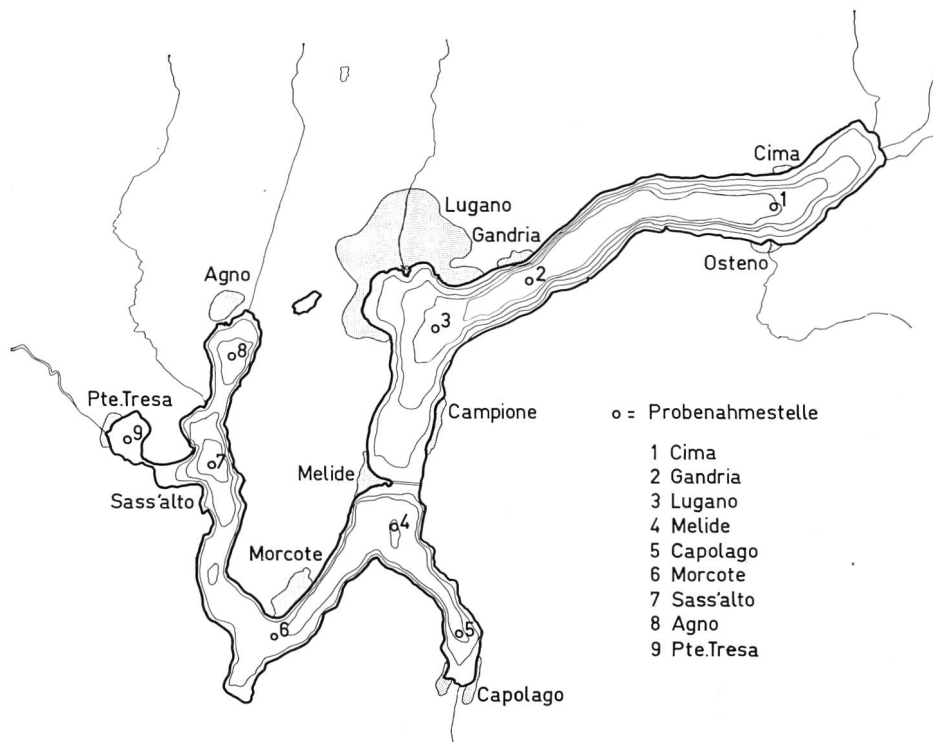 Cima
1
Lugano
Gandria
Osteno
2
Agno
3
8
Pte.Tresa
9
Campione
7
Melide
Sass'alto
4
Morcote
6
5
Capolago
o = Probenahmestelle
1 Cima
2 Gandria
3 Lugano
4 Melide
5 Capolago
6 Morcote
7 Sass'alto
8 Agno
9 Pte.Tresa